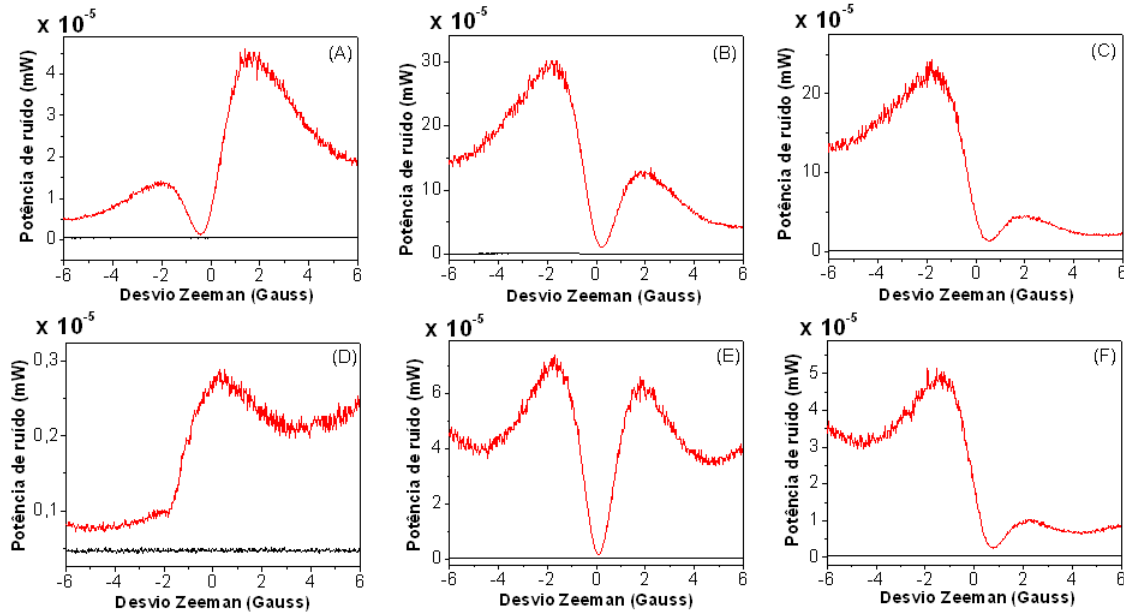 x 10⁻⁵
(A)
Potência de ruído (mW)
4
3
2
1
0
-6 -4 -2 0 2 4 6
Desvio Zeeman (Gauss)
x 10⁻⁵
(B)
Potência de ruído (mW)
30
20
10
0
-6 -4 -2 0 2 4 6
Desvio Zeeman (Gauss)
x 10⁻⁵
(C)
Potência de ruído (mW)
20
10
0
-6 -4 -2 0 2 4 6
Desvio Zeeman (Gauss)
x 10⁻⁵
(D)
Potência de ruído (mW)
0,3
0,2
0,1
-6 -4 -2 0 2 4 6
Desvio Zeeman (Gauss)
x 10⁻⁵
(E)
Potência de ruído (mW)
6
4
2
0
-6 -4 -2 0 2 4 6
Desvio Zeeman (Gauss)
x 10⁻⁵
(F)
Potência de ruído (mW)
5
4
3
2
1
0
-6 -4 -2 0 2 4 6
Desvio Zeeman (Gauss)